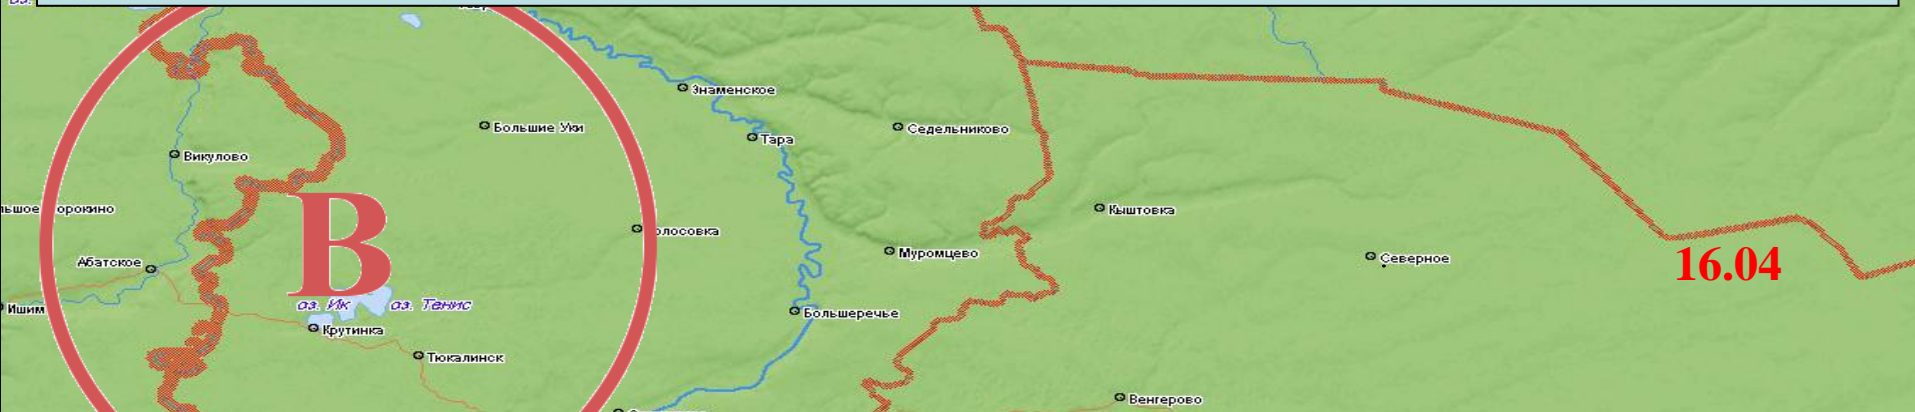 Знаменское
Большие Уки
Седельниково
Тара
Викулово
Кыштовка
В
Муромцево
Северное
16.04
Абатское
оз. Ик
оз. Тенис
Ишим
Большеречье
Крутинка
Тюкалинск
Венгерово